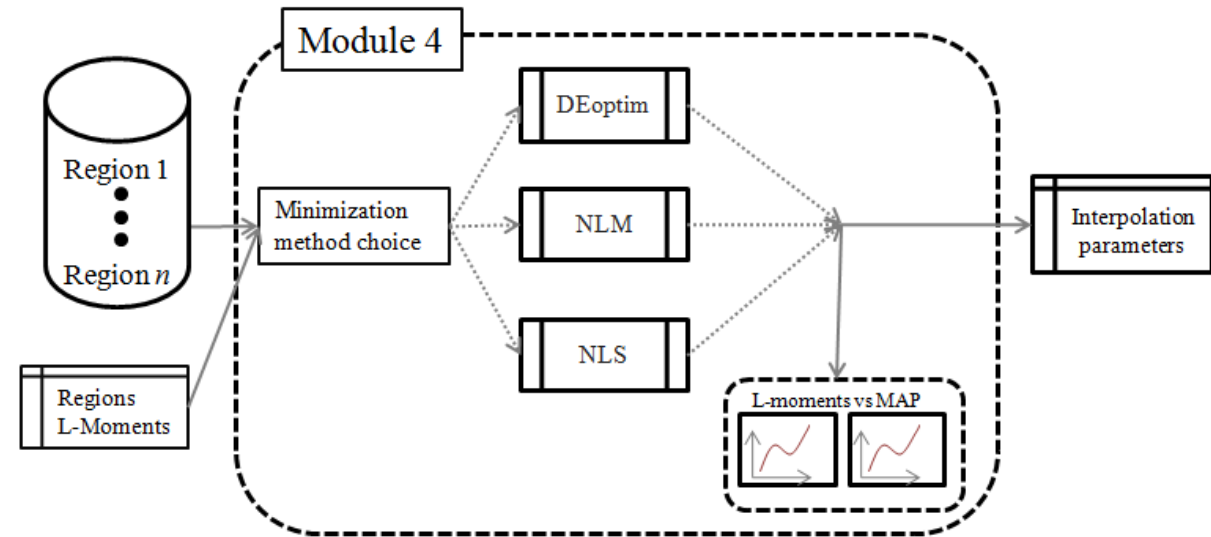 Module 4
Region 1
Region n
Regions
L-Moments
Minimization
method choice
DEoptim
NLM
NLS
L-moments vs MAP
Interpolation
parameters